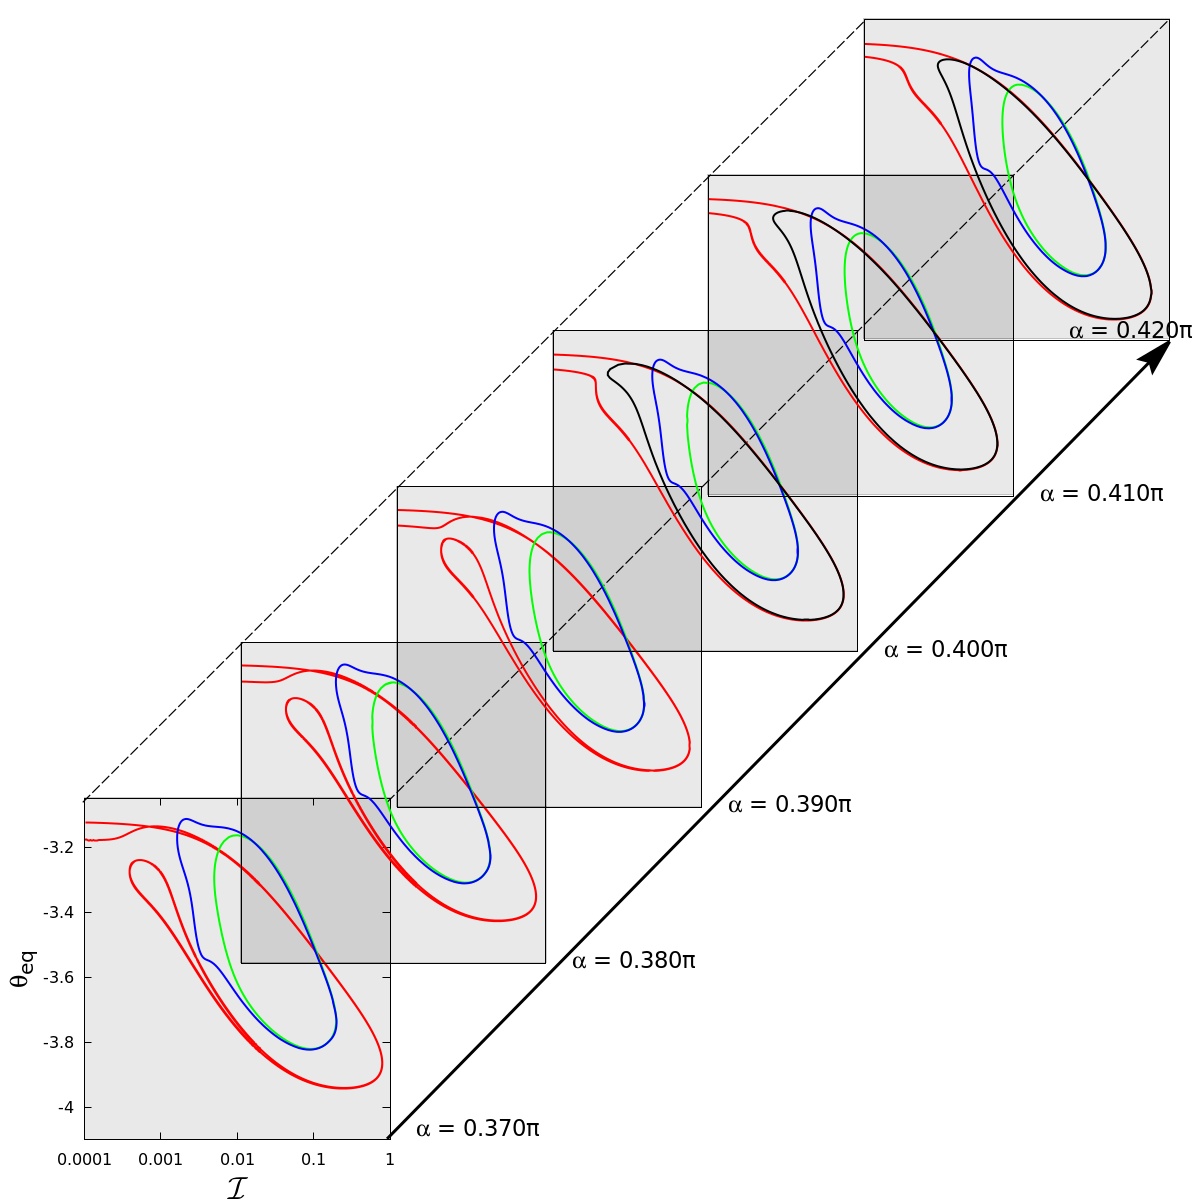 α = 0.420π
α = 0.410π
α = 0.400π
α = 0.390π
α = 0.380π
α = 0.370π
-3.2
-3.4
-3.6
-3.8
-4
θeq
0.0001 0.001 0.01 0.1 1
𝓘